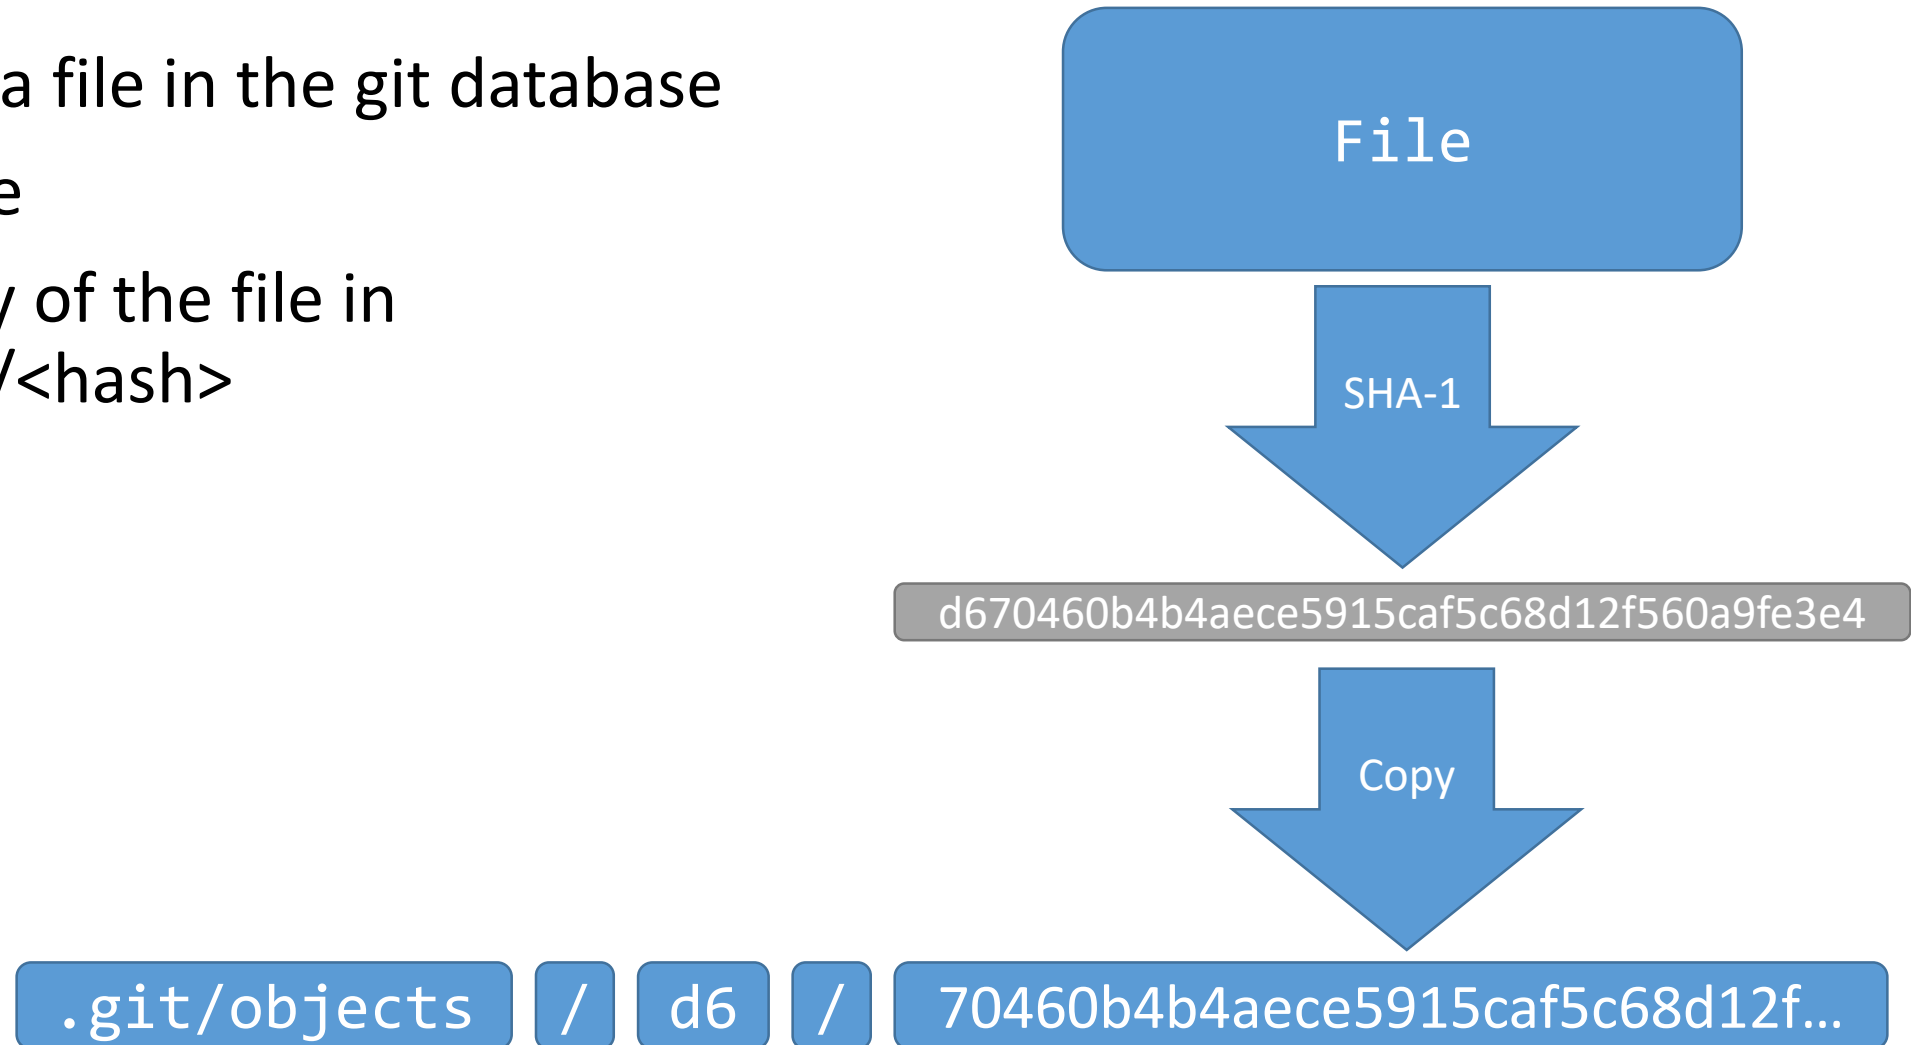 a file in the git database
e
y of the file in
/<hash>
File
SHA-1
d670460b4b4aece5915caf5c68d12f560a9fe3e4
Copy
.git/objects / d6 / 70460b4b4aece5915caf5c68d12f…